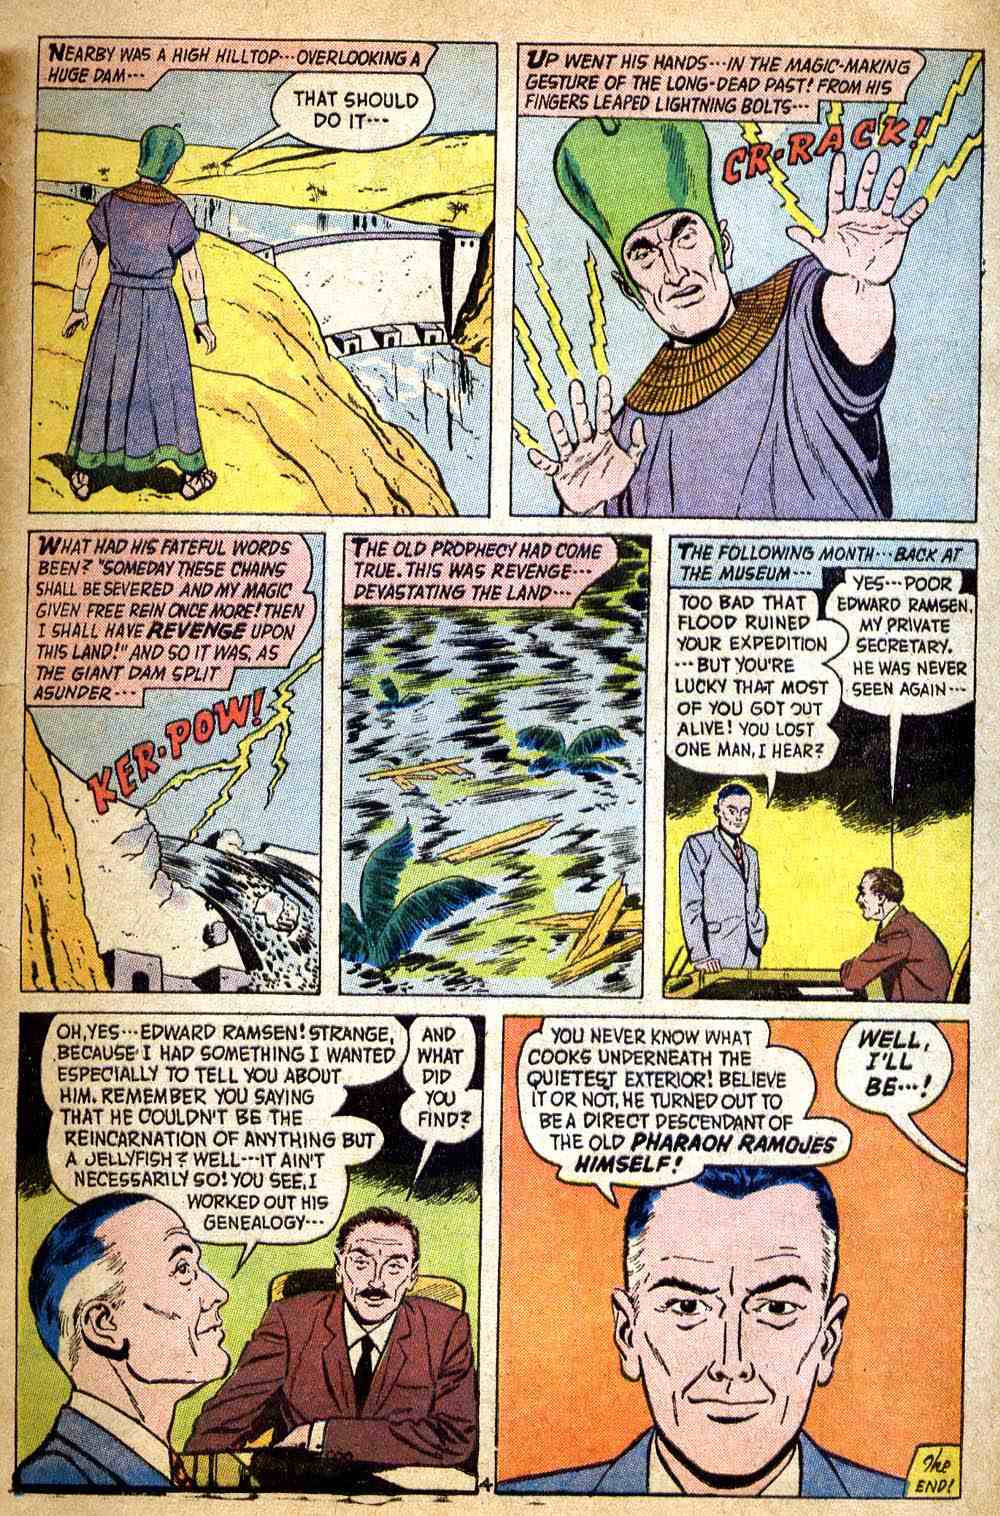 NEARBY WAS A HIGH HILLTOP---OVERLOOKING A
HUGE DAM---
THAT SHOULD
DO IT---
UP WENT HIS HANDS---IN THE MAGIC-MAKING
GESTURE OF THE LONG-DEAD PAST! FROM HIS
FINGERS LEAPED LIGHTNING BOLTS---
CR-RACK!
WHAT HAD HIS FATEFUL WORDS
BEEN? "SOMEDAY THESE CHAINS
SHALL BE SEVERED AND MY MAGIC
GIVEN FREE REIN ONCE MORE! THEN
I SHALL HAVE REVENGE UPON
THIS LAND!" AND SO IT WAS, AS
THE GIANT DAM SPLIT
ASUNDER---
KER-POW!
THE OLD PROPHECY HAD COME
TRUE. THIS WAS REVENGE---
DEVASTATING THE LAND---
THE FOLLOWING MONTH---BACK AT
THE MUSEUM---
TOO BAD THAT
FLOOD RUINED
YOUR EXPEDITION
---BUT YOU'RE
LUCKY THAT MOST
OF YOU GOT OUT
ALIVE! YOU LOST
ONE MAN, I HEAR?
YES---POOR
EDWARD RAMSEN,
MY PRIVATE
SECRETARY.
HE WAS NEVER
SEEN AGAIN---
OH, YES---EDWARD RAMSEN! STRANGE,
BECAUSE I HAD SOMETHING I WANTED
ESPECIALLY TO TELL YOU ABOUT
HIM. REMEMBER YOU SAYING
THAT HE COULDN'T BE THE
REINCARNATION OF ANYTHING BUT
A JELLYFISH? WELL---IT AIN'T
NECESSARILY SO! YOU SEE, I
WORKED OUT HIS
GENEALOGY---
AND
WHAT
DID
YOU
FIND?
4
YOU NEVER KNOW WHAT
COOKS UNDERNEATH THE
QUIETEST EXTERIOR! BELIEVE
IT OR NOT, HE TURNED OUT TO
BE A DIRECT DESCENDANT OF
THE OLD PHARAOH RAMOJES
HIMSELF!
WELL,
I'LL
BE---!
The
END!